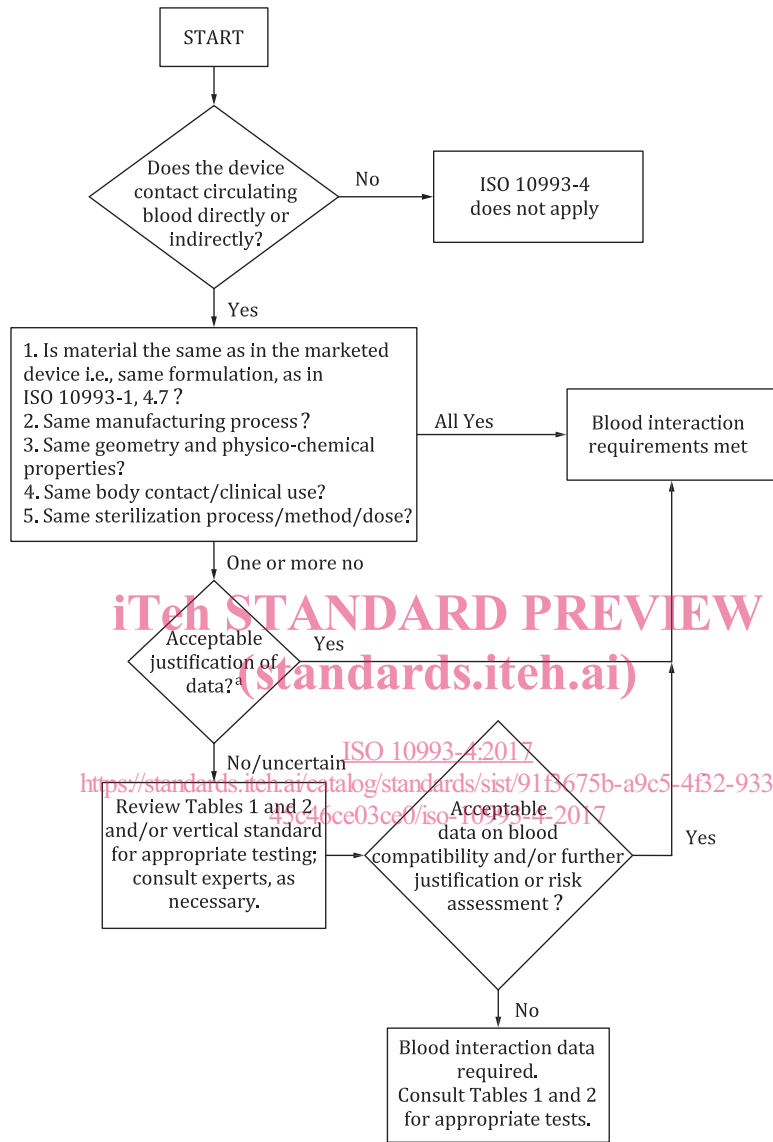 START
Does the device
contact circulating
blood directly or
indirectly?
No
ISO 10993-4
does not apply
Yes
1. Is material the same as in the marketed
device i.e., same formulation, as in
ISO 10993-1, 4.7 ?
2. Same manufacturing process?
3. Same geometry and physico-chemical
properties?
4. Same body contact/clinical use?
5. Same sterilization process/method/dose?
All Yes
Blood interaction
requirements met
One or more no
iTeh STANDARD PREVIEW
(standards.iteh.ai)
Acceptable
justification of
data?a
Yes
No/uncertain
ISO 10993-4:2017
https://standards.iteh.ai/catalog/standards/sist/91f3675b-a9c5-4f32-933
45c46ce03ce0/iso-10993-4-2017
Review Tables 1 and 2
and/or vertical standard
for appropriate testing;
consult experts, as
necessary.
Acceptable
data on blood
compatibility and/or further
justification or risk
assessment ?
Yes
No
Blood interaction data
required.
Consult Tables 1 and 2
for appropriate tests.